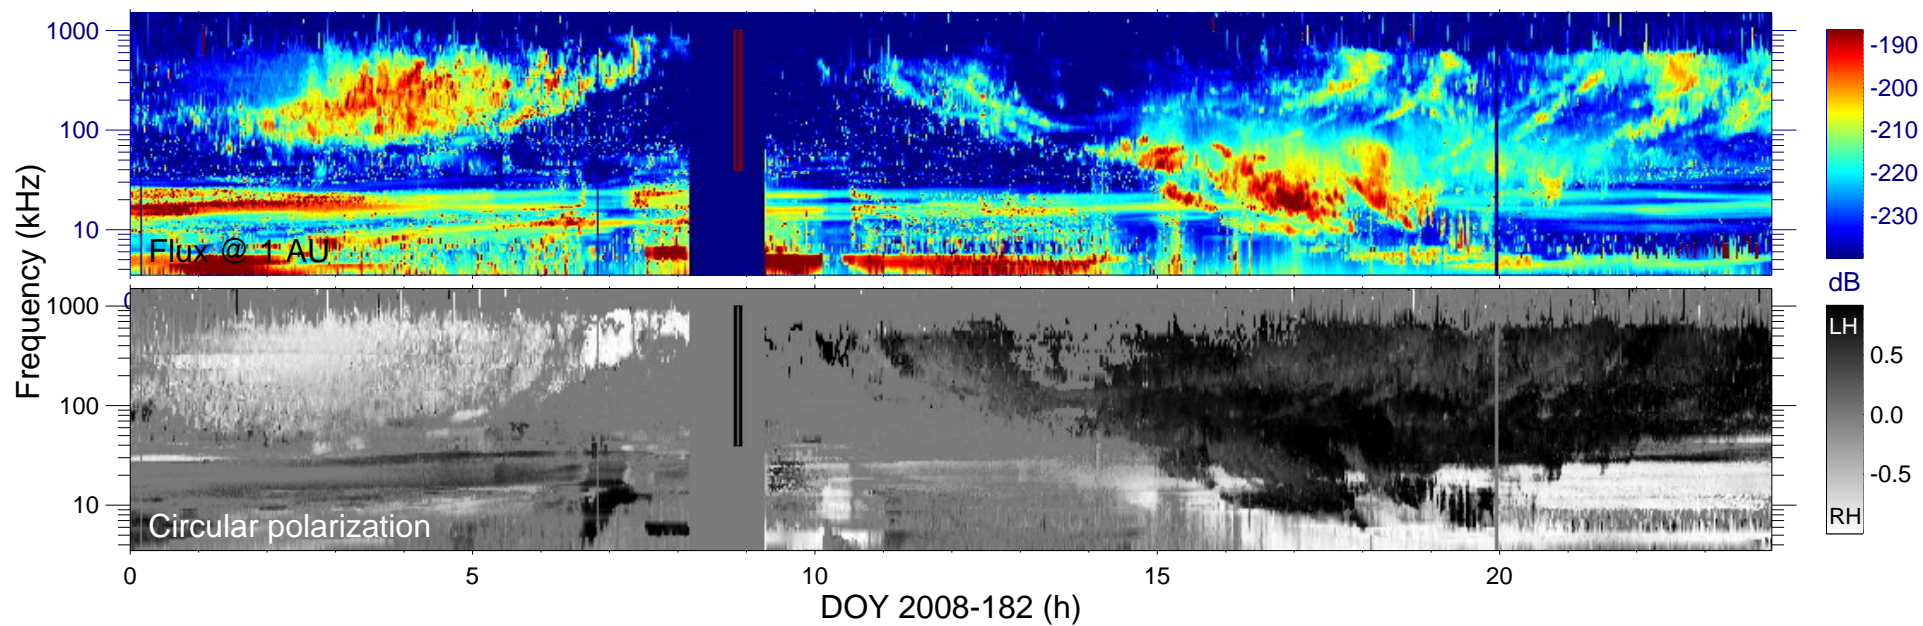 1000
100
10
Flux @ 1 AU
-190
-200
-210
-220
-230
dB
Frequency (kHz)
0
1000
100
10
Circular polarization
LH
0.5
0.0
-0.5
RH
0 5 10 15 20
DOY 2008-182 (h)